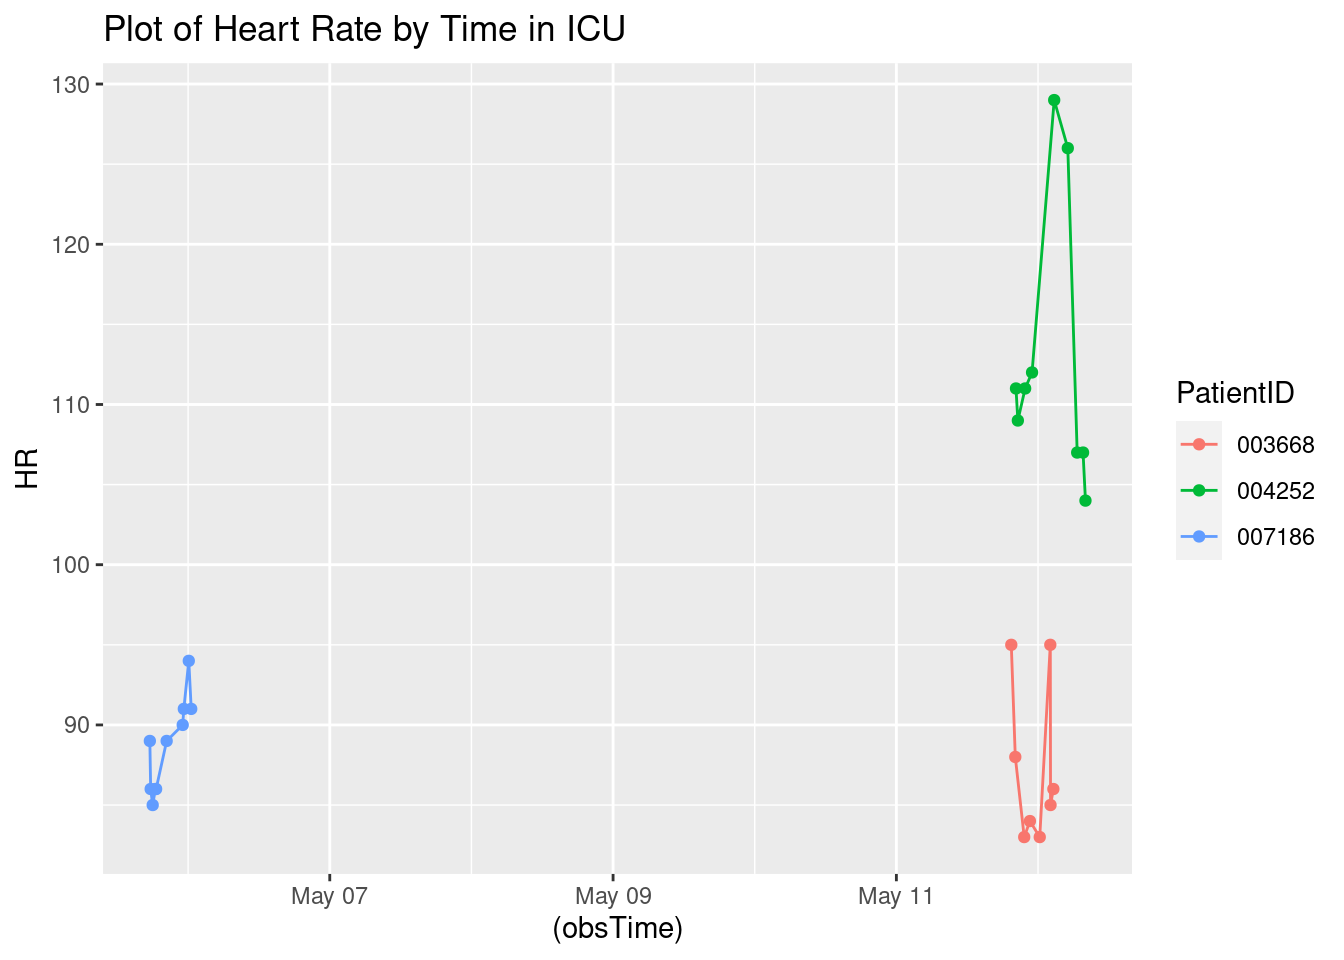 Plot of Heart Rate by Time in ICU
130
120
110
100
90
HR
May 07
May 09
May 11
(obsTime)
PatientID
003668
004252
007186